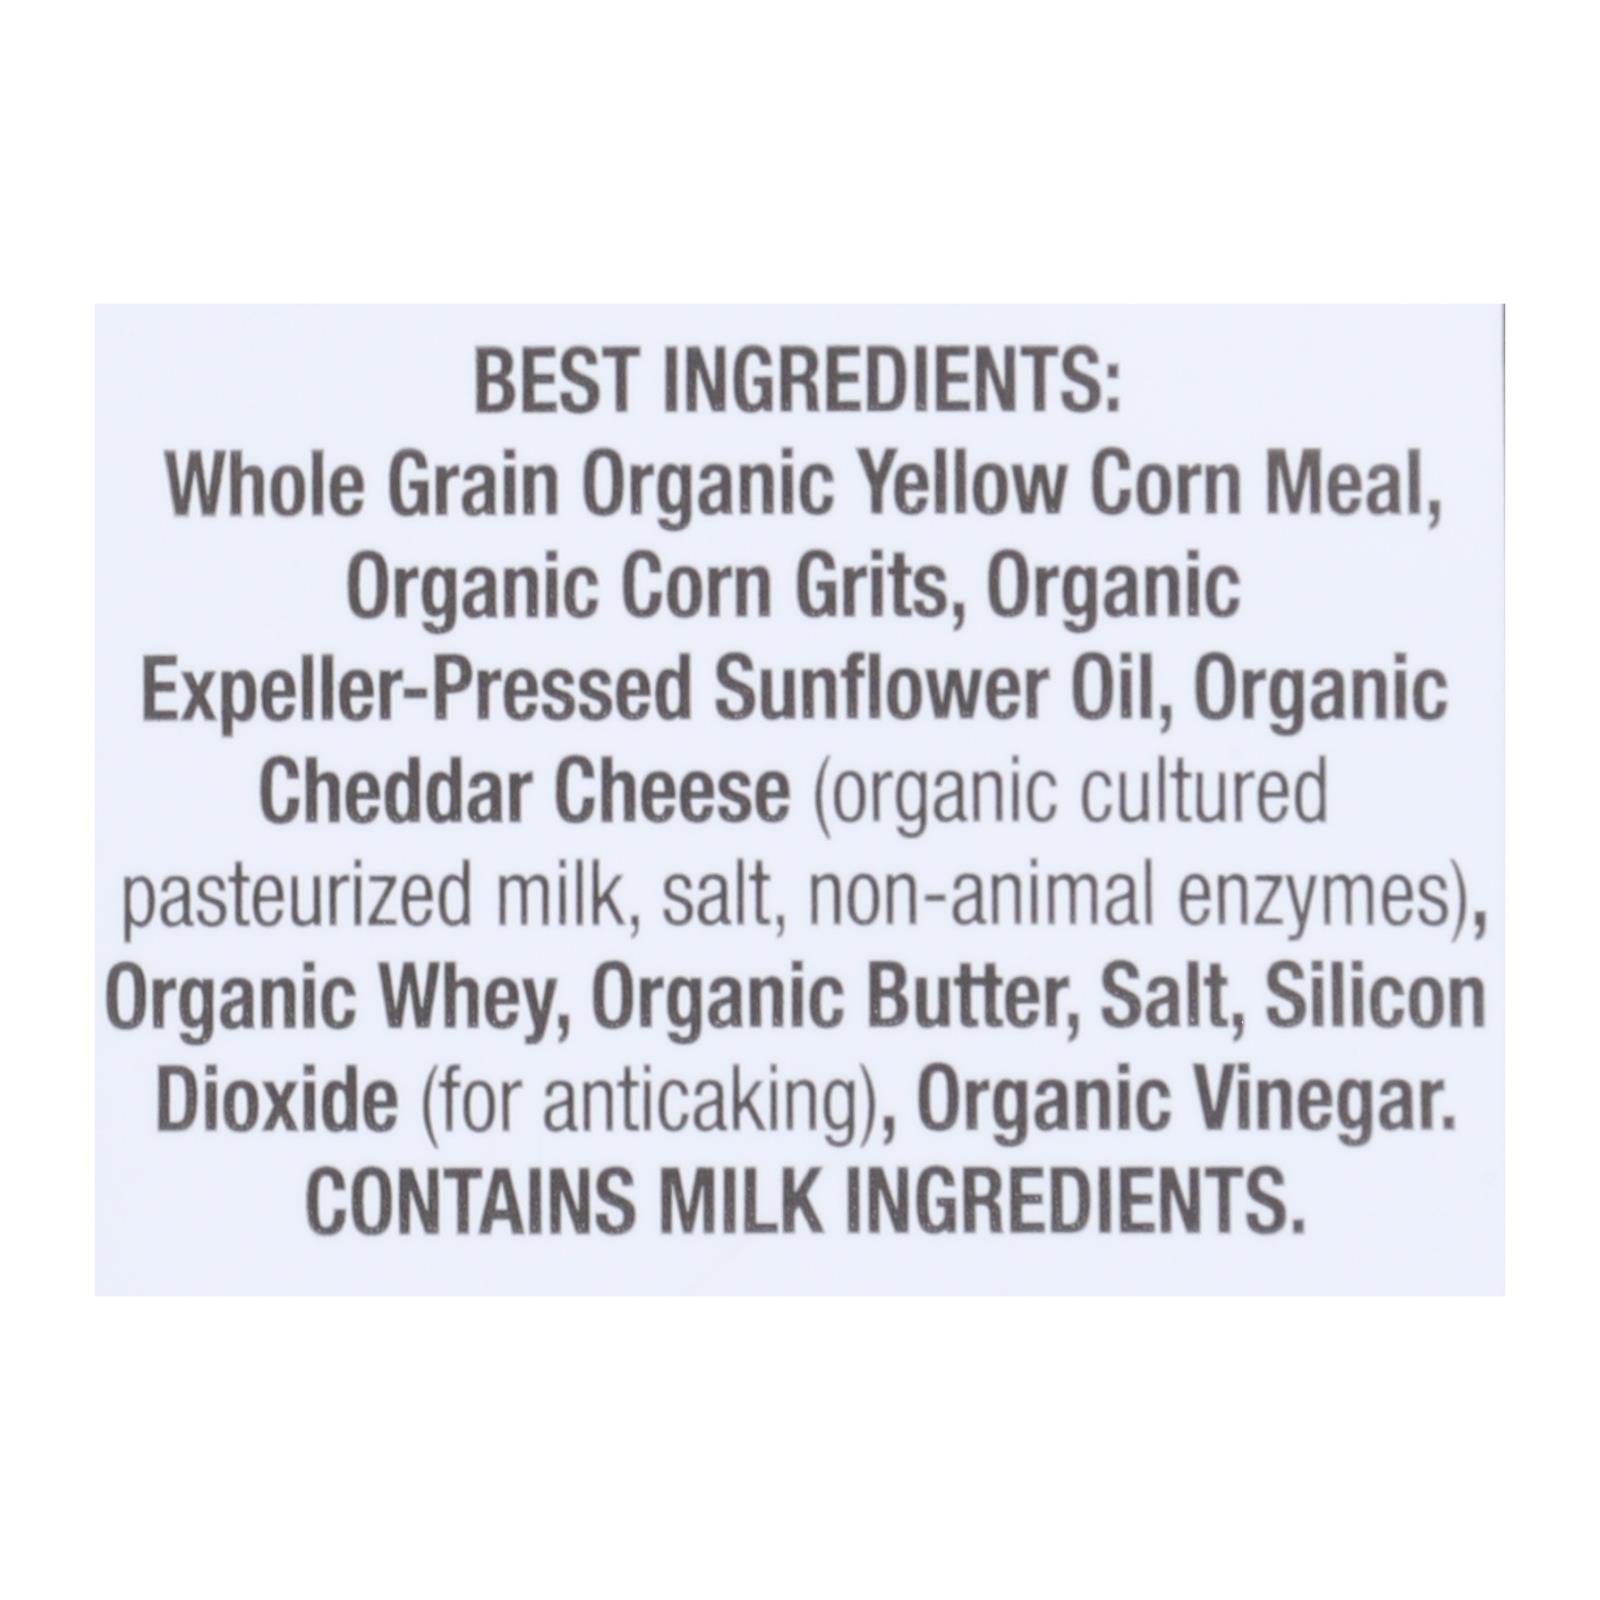 BEST INGREDIENTS:
Whole Grain Organic Yellow Corn Meal,
Organic Corn Grits, Organic
Expeller-Pressed Sunflower Oil, Organic
Cheddar Cheese (organic cultured
pasteurized milk, salt, non-animal enzymes),
Organic Whey, Organic Butter, Salt, Silicon
Dioxide (for anticaking), Organic Vinegar.
CONTAINS MILK INGREDIENTS.